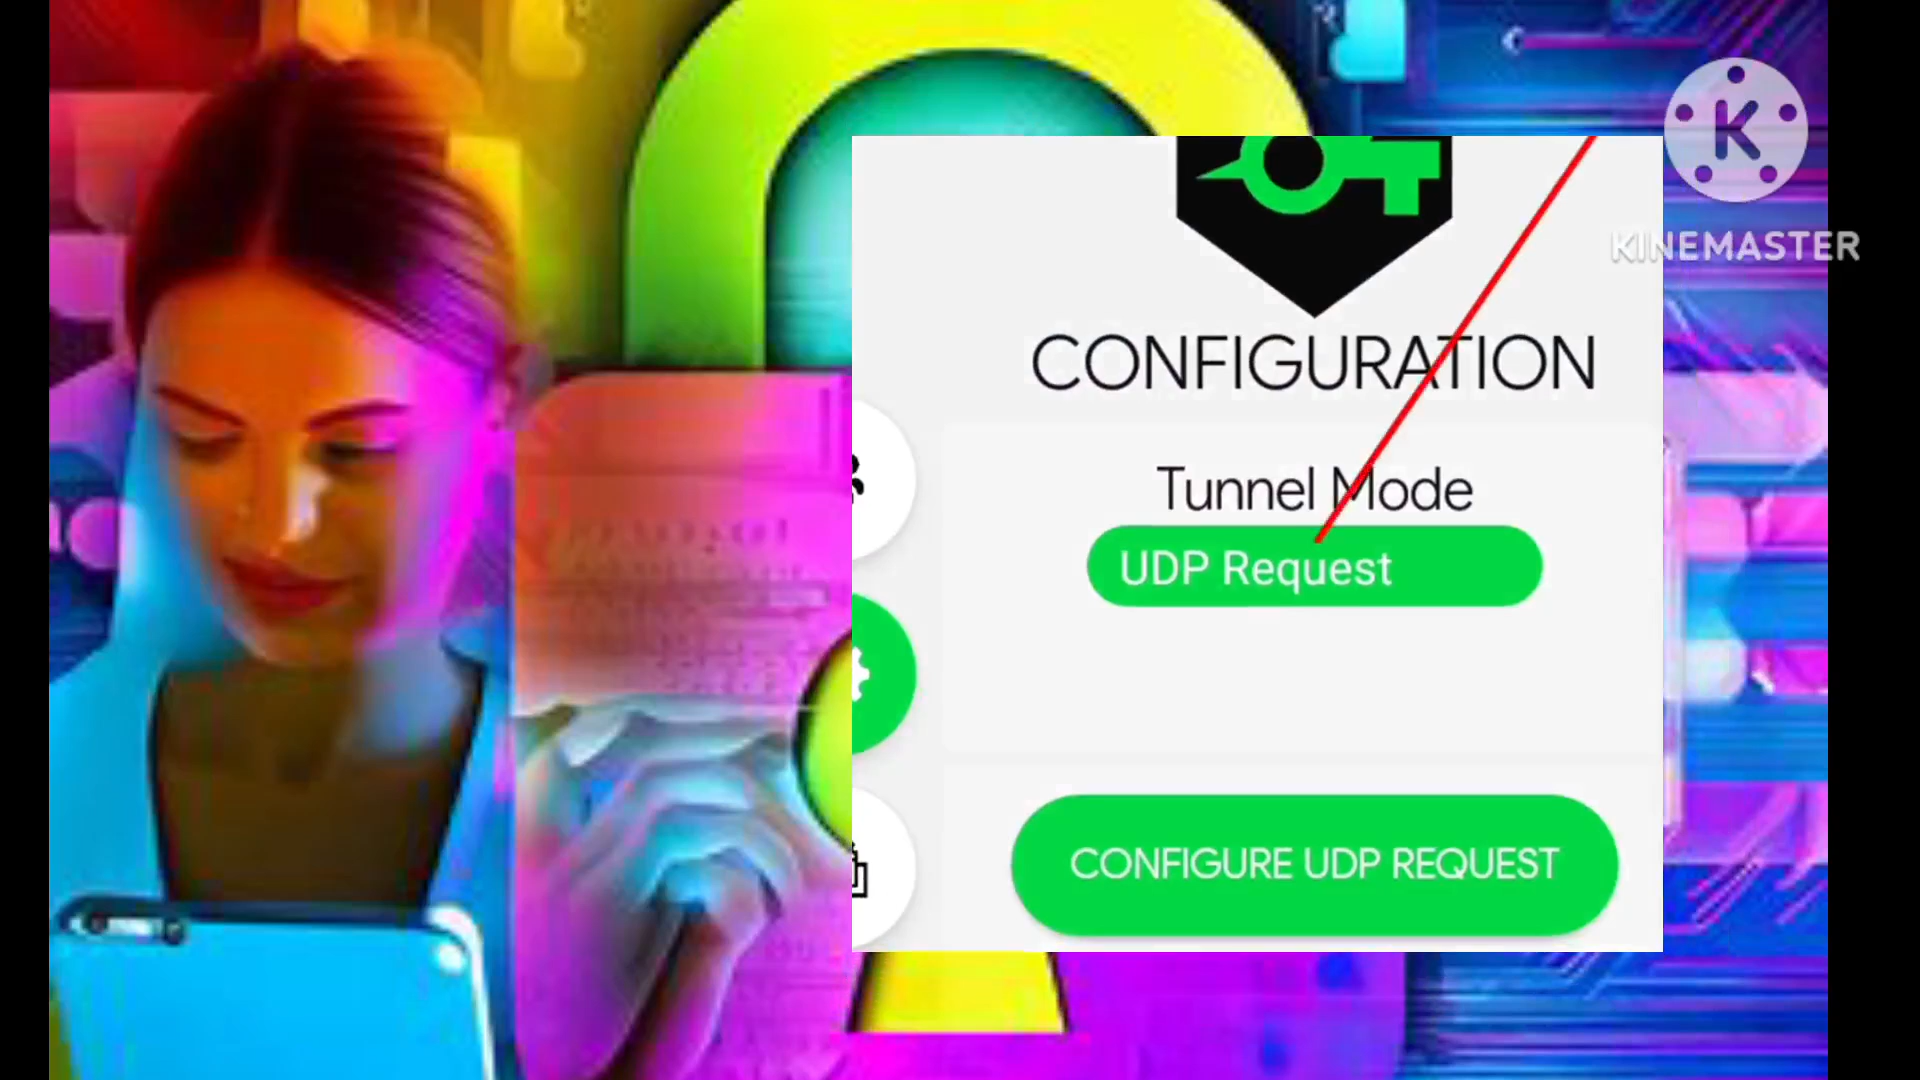 K
KINEMASTER
CONFIGURATION
Tunnel Mode
UDP Request
CONFIGURE UDP REQUEST